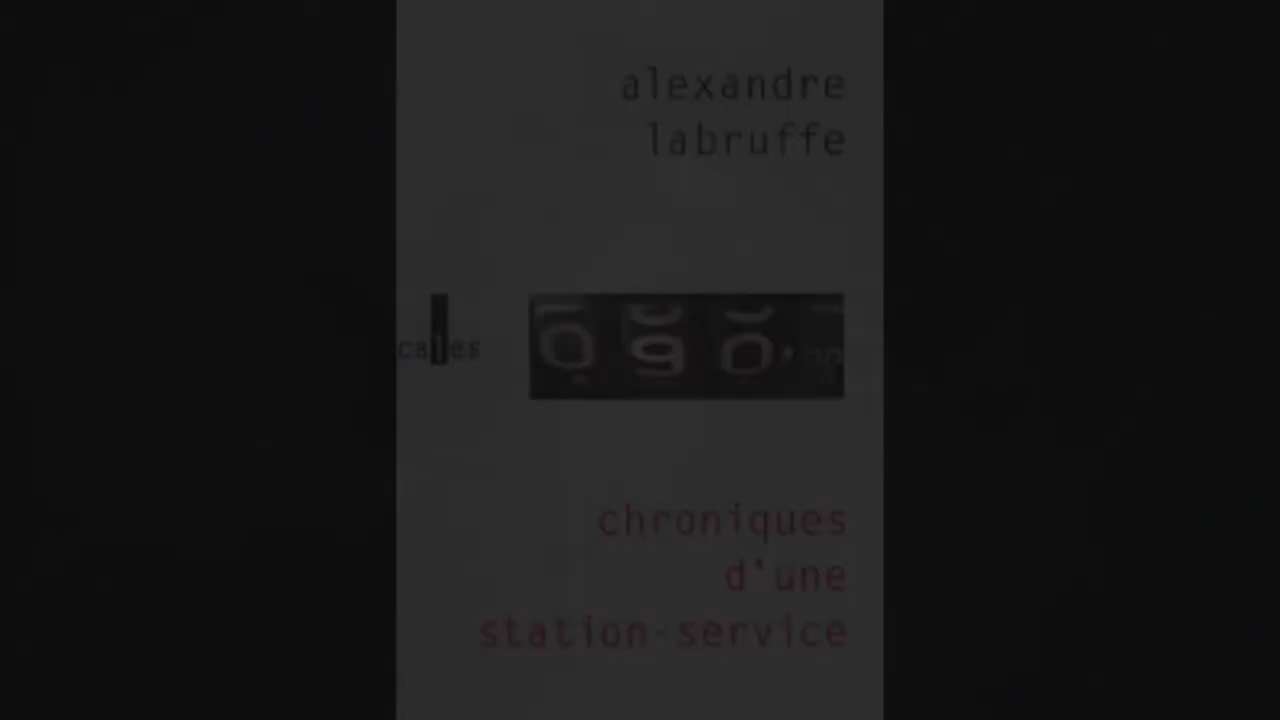 alexandre
labruffe
090,
chroniques
d'une
station-service